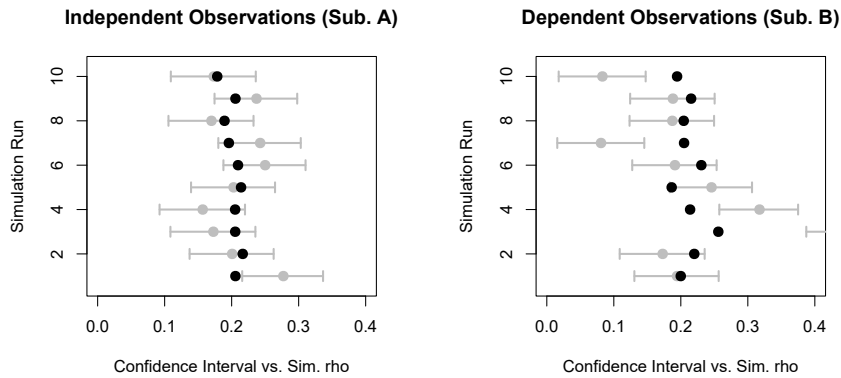 Independent Observations (Sub. A)
Simulation Run
10
8
6
4
2
0.0 0.1 0.2 0.3 0.4
Confidence Interval vs. Sim. rho
Dependent Observations (Sub. B)
Simulation Run
10
8
6
4
2
0.0 0.1 0.2 0.3 0.4
Confidence Interval vs. Sim. rho